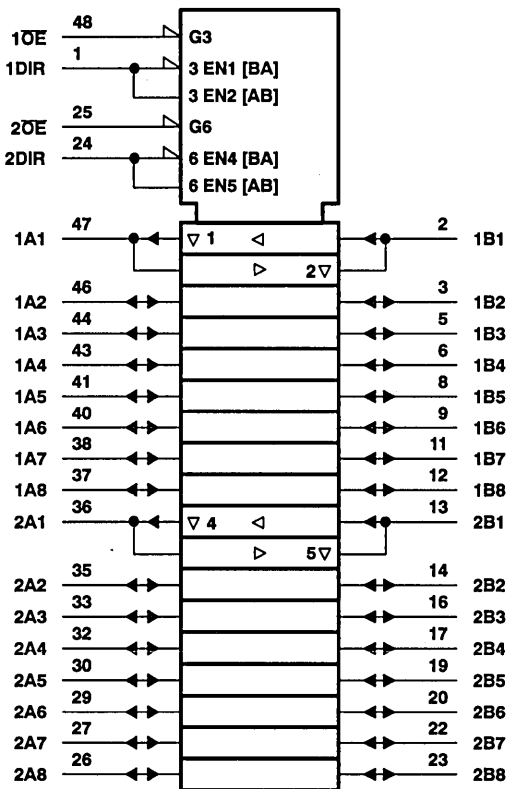 1O̅E̅ 48 G3
1DIR 1 3 EN1 [BA]
3 EN2 [AB]
2O̅E̅ 25 G6
2DIR 24 6 EN4 [BA]
6 EN5 [AB]
1A1 47 ▽ 1 ◁ 2 1B1
▷ 2 ▽
1A2 46 3 1B2
1A3 44 5 1B3
1A4 43 6 1B4
1A5 41 8 1B5
1A6 40 9 1B6
1A7 38 11 1B7
1A8 37 12 1B8
2A1 36 ▽ 4 ◁ 13 2B1
▷ 5 ▽
2A2 35 14 2B2
2A3 33 16 2B3
2A4 32 17 2B4
2A5 30 19 2B5
2A6 29 20 2B6
2A7 27 22 2B7
2A8 26 23 2B8